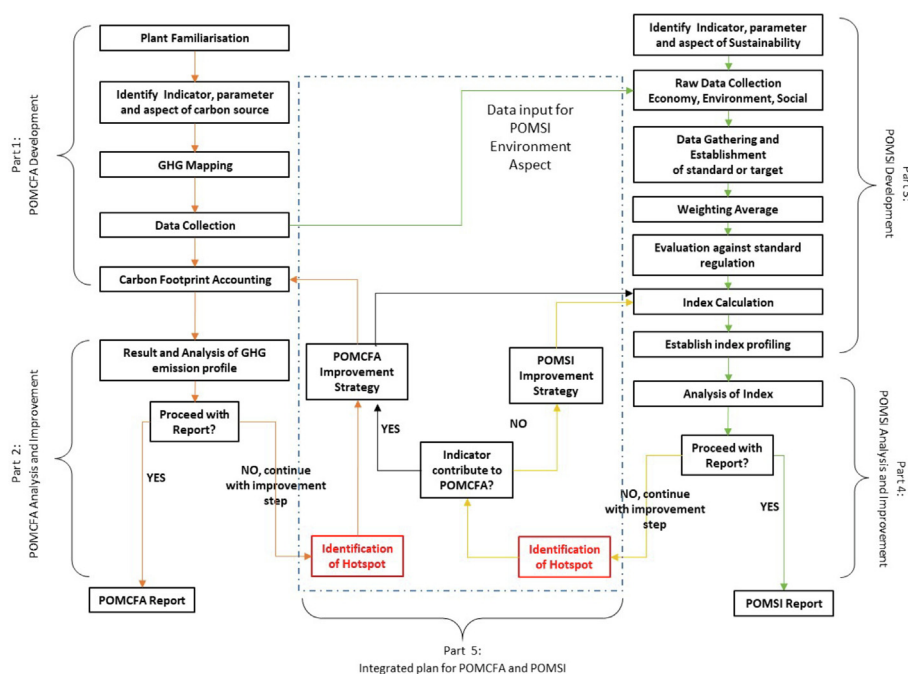 Plant Familiarisation
Identify Indicator, parameter
and aspect of carbon source
GHG Mapping
Data Collection
Carbon Footprint Accounting
Part 1:
POMCFA Development
Result and Analysis of GHG
emission profile
Proceed with
Report?
YES
NO, continue
with improvement
step
POMCFA Report
Part 2:
POMCFA Analysis and Improvement
Data input for
POMSI
Environment
Aspect
POMCFA
Improvement
Strategy
POMSI
Improvement
Strategy
YES
NO
Indicator
contribute to
POMCFA?
Identification
of Hotspot
Identification
of Hotspot
Part 5:
Integrated plan for POMCFA and POMSI
Identify Indicator, parameter
and aspect of Sustainability
Raw Data Collection
Economy, Environment, Social
Data Gathering and
Establishment
of standard or target
Weighting Average
Evaluation against standard
regulation
Index Calculation
Establish index profiling
Part 3:
POMSI Development
Analysis of Index
Proceed with
Report?
NO, continue
with improvement
step
YES
POMSI Report
Part 4:
POMSI Analysis and Improvement